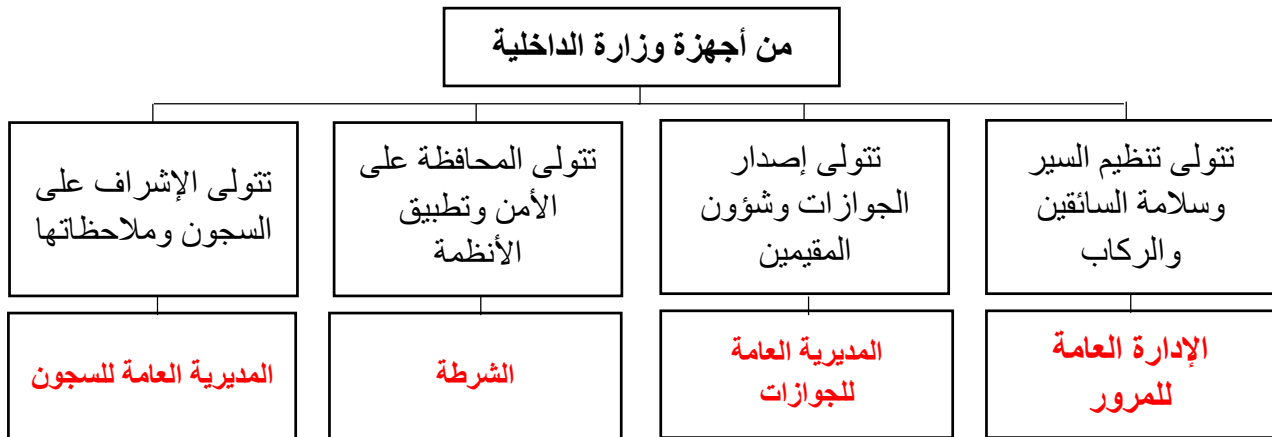 من أجهزة وزارة الداخلية
تتولى تنظيم السير
وسلامة السائقين
والركاب
تتولى إصدار
الجوازات وشؤون
المقيمين
تتولى المحافظة على
الأمن وتطبيق
الأنظمة
تتولى الإشراف على
السجون وملاحظاتها
الإدارة العامة
للمرور
المديرية العامة
للجوازات
الشرطة
المديرية العامة للسجون